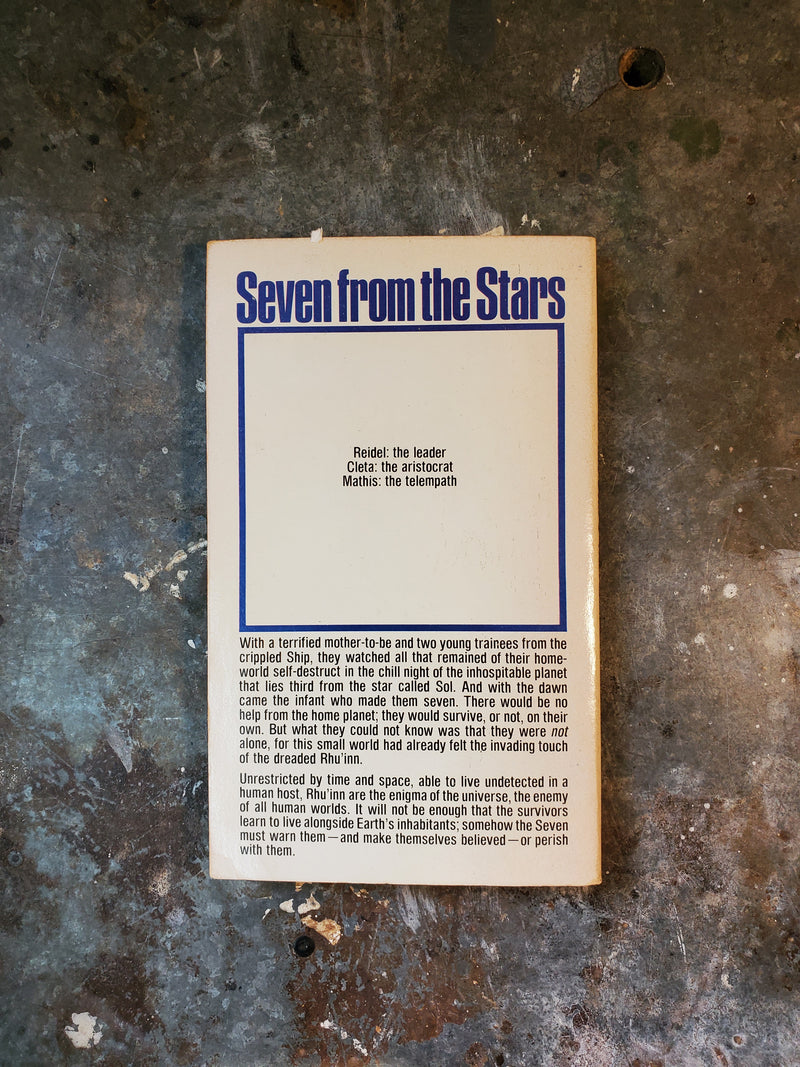 Seven from the Stars
Reidel: the leader
Cleta: the aristocrat
Mathis: the telempath
With a terrified mother-to-be and two young trainees from the
crippled Ship, they watched all that remained of their home-
world self-destruct in the chill night of the inhospitable planet
that lies third from the star called Sol. And with the dawn
came the infant who made them seven. There would be no
help from the home planet; they would survive, or not, on their
own. But what they could not know was that they were not
alone, for this small world had already felt the invading touch
of the dreaded Rhu'inn.
Unrestricted by time and space, able to live undetected in a
human host, Rhu'inn are the enigma of the universe, the enemy
of all human worlds. It will not be enough that the survivors
learn to live alongside Earth's inhabitants; somehow the Seven
must warn them—and make themselves believed—or perish
with them.